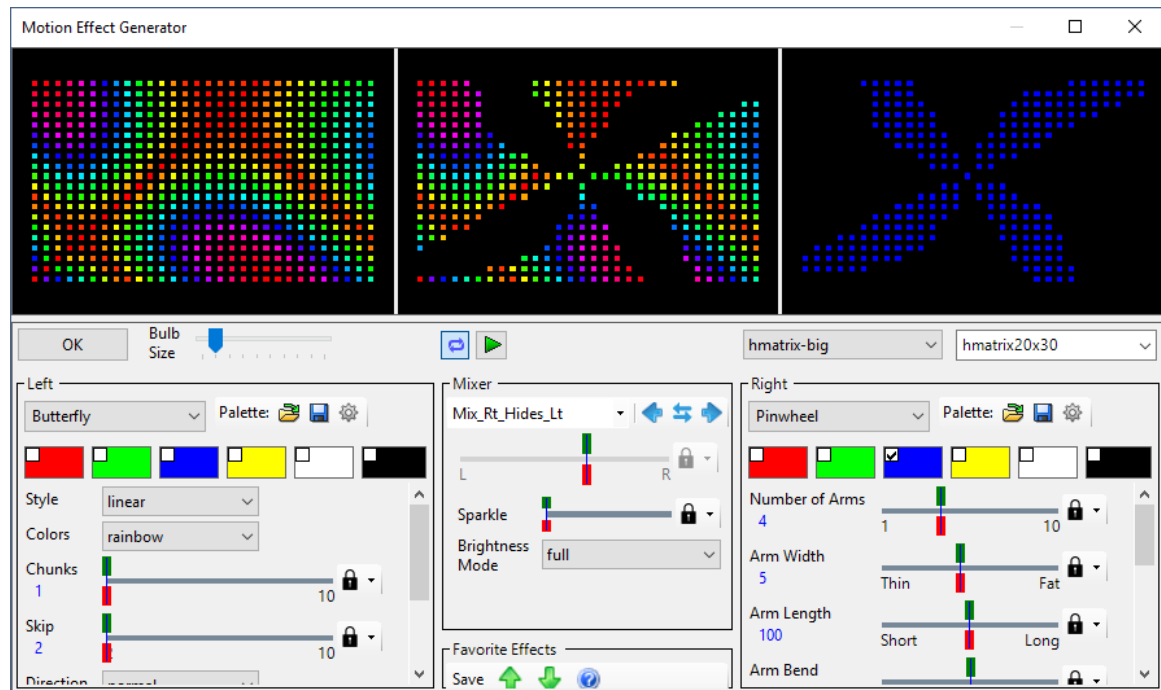 Motion Effect Generator
OK
Bulb
Size
hmatrix-big
hmatrix20x30
Left
Butterfly
Palette:
Style
linear
Colors
rainbow
Chunks
1
10
Skip
2
10
Direction
normal
Mixer
Mix_Rt_Hides_Lt
L
R
Sparkle
Brightness
Mode
full
Favorite Effects
Save
Right
Pinwheel
Palette:
Number of Arms
4
1
10
Arm Width
5
Thin
Fat
Arm Length
100
Short
Long
Arm Bend